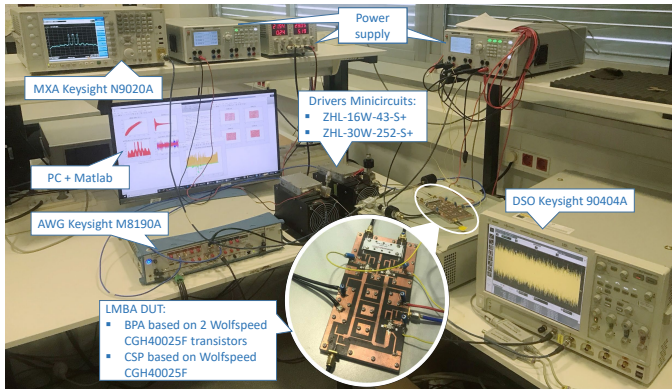 Power
supply
MXA Keysight N9020A
Drivers Minicircuits:
▪ ZHL-16W-43-S+
▪ ZHL-30W-252-S+
PC + Matlab
DSO Keysight 90404A
AWG Keysight M8190A
LMBA DUT:
▪ BPA based on 2 Wolfspeed
CGH40025F transistors
▪ CSP based on Wolfspeed
CGH40025F